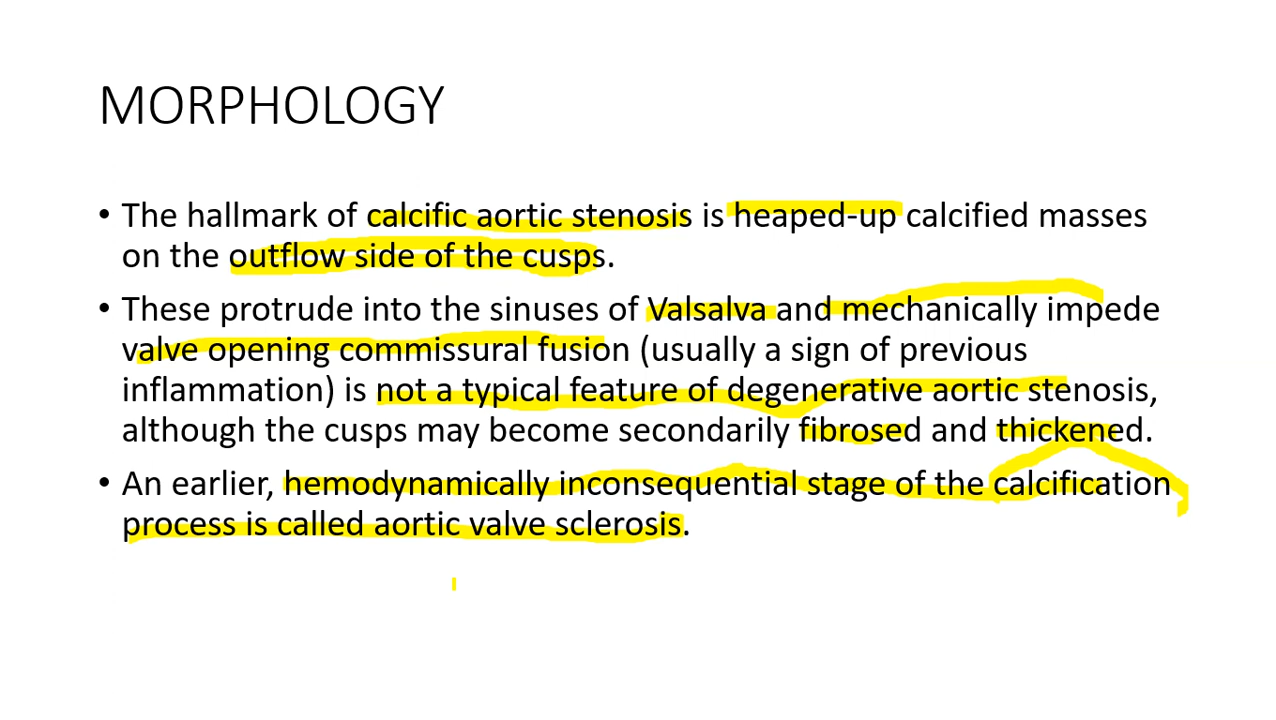 MORPHOLOGY
• The hallmark of calcific aortic stenosis is heaped-up calcified masses
on the outflow side of the cusps.
• These protrude into the sinuses of Valsalva and mechanically impede
valve opening commissural fusion (usually a sign of previous
inflammation) is not a typical feature of degenerative aortic stenosis,
although the cusps may become secondarily fibrosed and thickened.
• An earlier, hemodynamically inconsequential stage of the calcification
process is called aortic valve sclerosis.